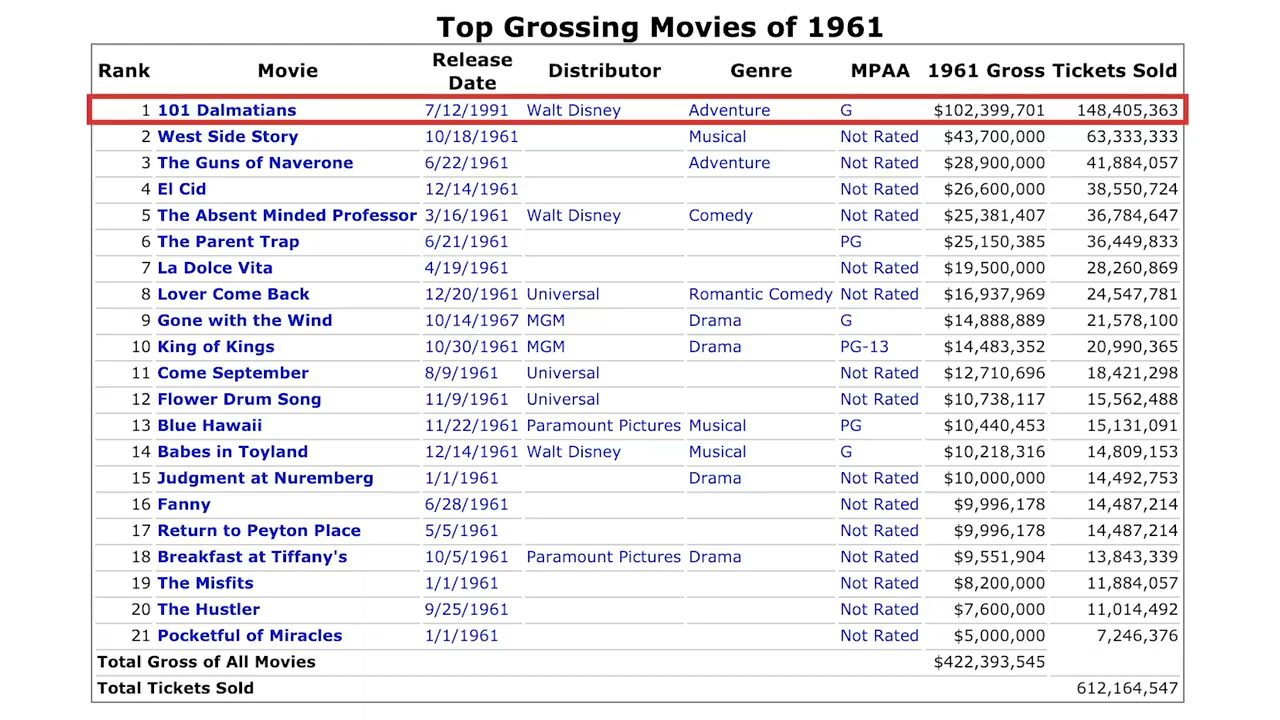 Top Grossing Movies of 1961
Rank Movie Release Date Distributor Genre MPAA 1961 Gross Tickets Sold
1 101 Dalmatians 7/12/1991 Walt Disney Adventure G $102,399,701 148,405,363
2 West Side Story 10/18/1961 Musical Not Rated $43,700,000 63,333,333
3 The Guns of Naverone 6/22/1961 Adventure Not Rated $28,900,000 41,884,057
4 El Cid 12/14/1961 Not Rated $26,600,000 38,550,724
5 The Absent Minded Professor 3/16/1961 Walt Disney Comedy Not Rated $25,381,407 36,784,647
6 The Parent Trap 6/21/1961 PG $25,150,385 36,449,833
7 La Dolce Vita 4/19/1961 Not Rated $19,500,000 28,260,869
8 Lover Come Back 12/20/1961 Universal Romantic Comedy Not Rated $16,937,969 24,547,781
9 Gone with the Wind 10/14/1967 MGM Drama G $14,888,889 21,578,100
10 King of Kings 10/30/1961 MGM Drama PG-13 $14,483,352 20,990,365
11 Come September 8/9/1961 Universal Not Rated $12,710,696 18,421,298
12 Flower Drum Song 11/9/1961 Universal Not Rated $10,738,117 15,562,488
13 Blue Hawaii 11/22/1961 Paramount Pictures Musical PG $10,440,453 15,131,091
14 Babes in Toyland 12/14/1961 Walt Disney Musical G $10,218,316 14,809,153
15 Judgment at Nuremberg 1/1/1961 Drama Not Rated $10,000,000 14,492,753
16 Fanny 6/28/1961 Not Rated $9,996,178 14,487,214
17 Return to Peyton Place 5/5/1961 Not Rated $9,996,178 14,487,214
18 Breakfast at Tiffany's 10/5/1961 Paramount Pictures Drama Not Rated $9,551,904 13,843,339
19 The Misfits 1/1/1961 Not Rated $8,200,000 11,884,057
20 The Hustler 9/25/1961 Not Rated $7,600,000 11,014,492
21 Pocketful of Miracles 1/1/1961 Not Rated $5,000,000 7,246,376
Total Gross of All Movies $422,393,545
Total Tickets Sold 612,164,547